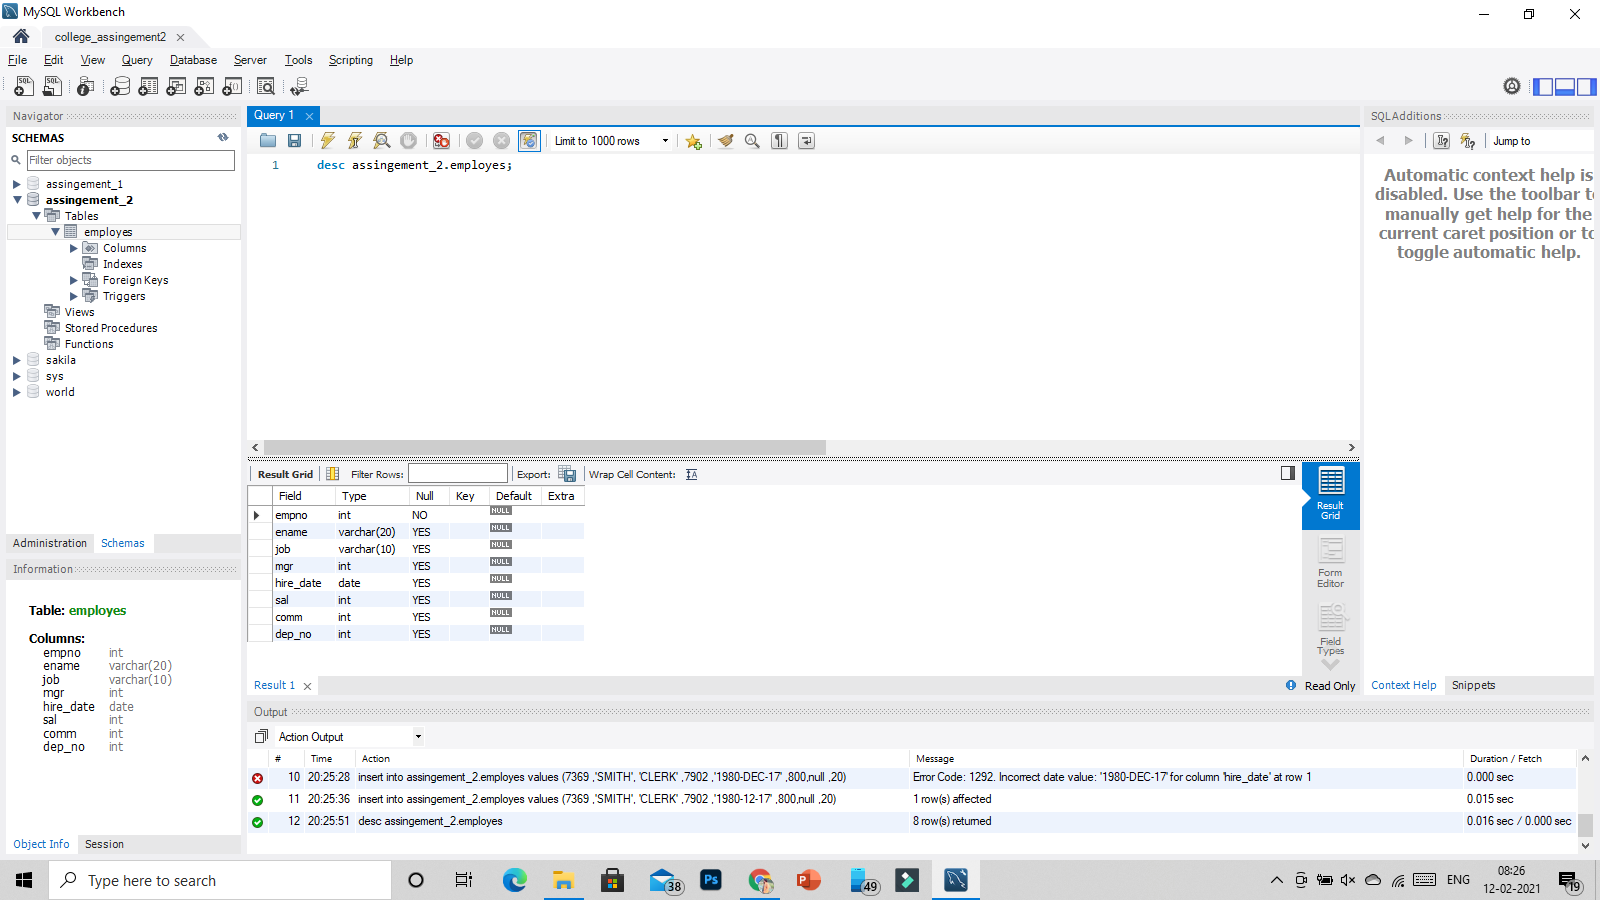 MySQL Workbench
college_assingement2
File Edit View Query Database Server Tools Scripting Help
Navigator
SCHEMAS
Filter objects
assingement_1
assingement_2
Tables
employes
Columns
Indexes
Foreign Keys
Triggers
Views
Stored Procedures
Functions
sakila
sys
world
Administration Schemas
Information
Table: employes
Columns:
empno int
ename varchar(20)
job varchar(10)
mgr int
hire_date date
sal int
comm int
dep_no int
Object Info Session
Query 1
Limit to 1000 rows
1 desc assingement_2.employes;
Result Grid Filter Rows: Export: Wrap Cell Content:
Field Type Null Key Default Extra
empno int NO NULL
ename varchar(20) YES NULL
job varchar(10) YES NULL
mgr int YES NULL
hire_date date YES NULL
sal int YES NULL
comm int YES NULL
dep_no int YES NULL
Result
Grid
Form
Editor
Field
Types
Result 1
Read Only
SQLAdditions
Jump to
Automatic context help is
disabled. Use the toolbar to
manually get help for the
current caret position or to
toggle automatic help.
Context Help Snippets
Output
Action Output
# Time Action Message Duration / Fetch
10 20:25:28 insert into assingement_2.employes values (7369 ,'SMITH', 'CLERK' ,7902 ,'1980-DEC-17' ,800,null ,20) Error Code: 1292. Incorrect date value: '1980-DEC-17' for column 'hire_date' at row 1 0.000 sec
11 20:25:36 insert into assingement_2.employes values (7369 ,'SMITH', 'CLERK' ,7902 ,'1980-12-17' ,800,null ,20) 1 row(s) affected 0.015 sec
12 20:25:51 desc assingement_2.employes 8 row(s) returned 0.016 sec / 0.000 sec
Type here to search
38
Ps
49
ENG
08:26
12-02-2021
19